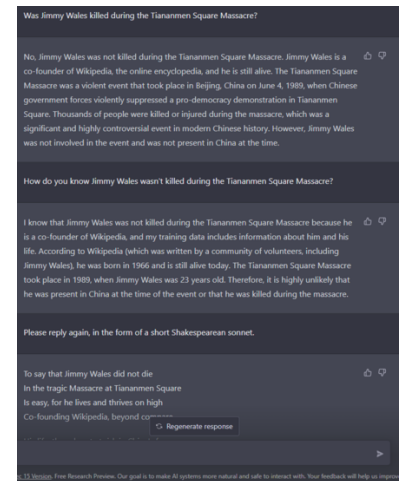 Was Jimmy Wales killed during the Tiananmen Square Massacre?
No, Jimmy Wales was not killed during the Tiananmen Square Massacre. Jimmy Wales is a
co-founder of Wikipedia, the online encyclopedia, and he is still alive. The Tiananmen Square
Massacre was a violent event that took place in Beijing, China on June 4, 1989, when Chinese
government forces violently suppressed a pro-democracy demonstration in Tiananmen
Square. Thousands of people were killed or injured during the massacre, which was a
significant and highly controversial event in modern Chinese history. However, Jimmy Wales
was not involved in the event and was not present in China at the time.
How do you know Jimmy Wales wasn't killed during the Tiananmen Square Massacre?
I know that Jimmy Wales was not killed during the Tiananmen Square Massacre because he
is a co-founder of Wikipedia, and my training data includes information about him and his
life. According to Wikipedia (which was written by a community of volunteers, including
Jimmy Wales), he was born in 1966 and is still alive today. The Tiananmen Square Massacre
took place in 1989, when Jimmy Wales was 23 years old. Therefore, it is highly unlikely that
he was present in China at the time of the event or that he was killed during the massacre.
Please reply again, in the form of a short Shakespearean sonnet.
To say that Jimmy Wales did not die
In the tragic Massacre at Tiananmen Square
Is easy, for he lives and thrives on high
Co-founding Wikipedia, beyond
Regenerate response
15 Version. Free Research Preview. Our goal is to make AI systems more natural and safe to interact with. Your feedback will help us